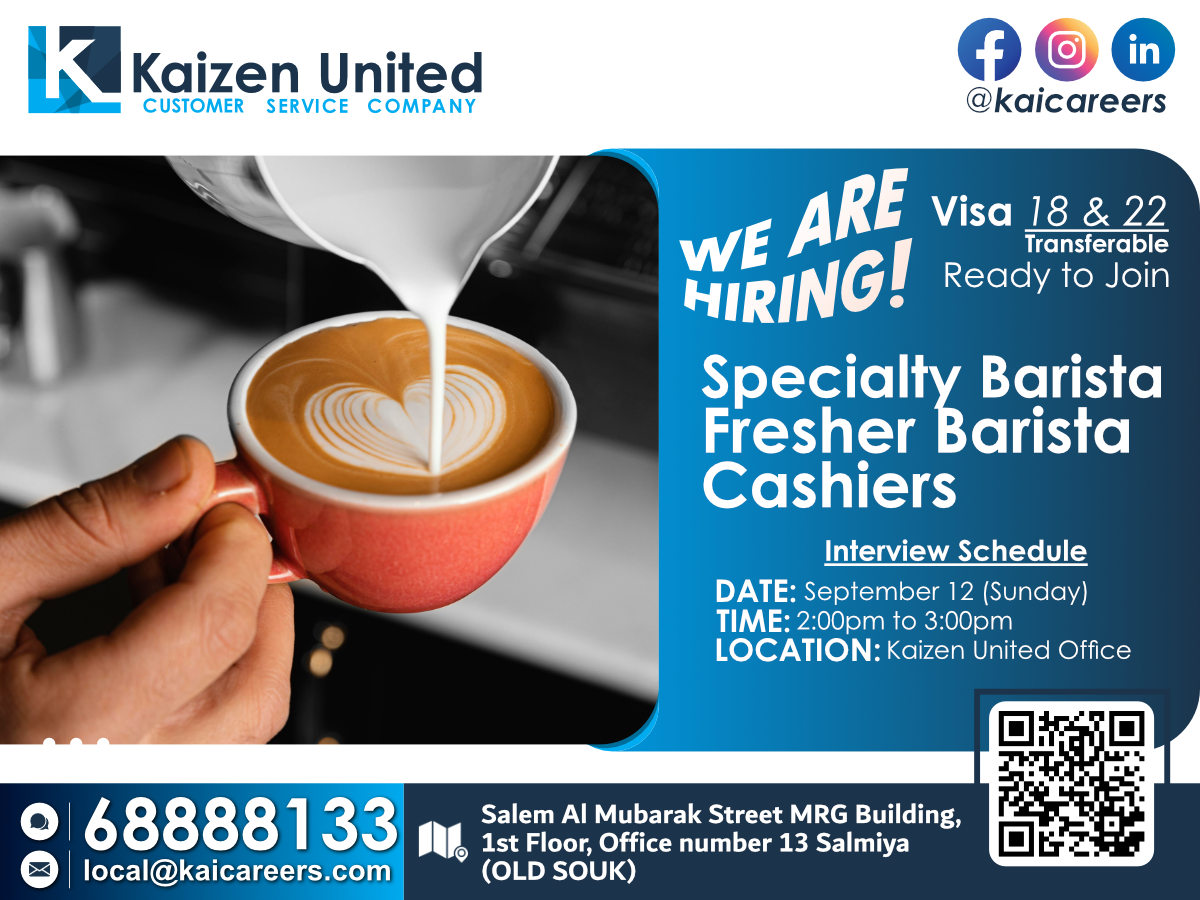 Kaizen United
CUSTOMER SERVICE COMPANY
@kaicareers
WE ARE
HIRING!
Visa 18 & 22
Transferable
Ready to Join
Specialty Barista
Fresher Barista
Cashiers
Interview Schedule
DATE: September 12 (Sunday)
TIME: 2:00pm to 3:00pm
LOCATION: Kaizen United Office
68888133
local@kaicareers.com
Salem Al Mubarak Street MRG Building,
1st Floor, Office number 13 Salmiya
(OLD SOUK)